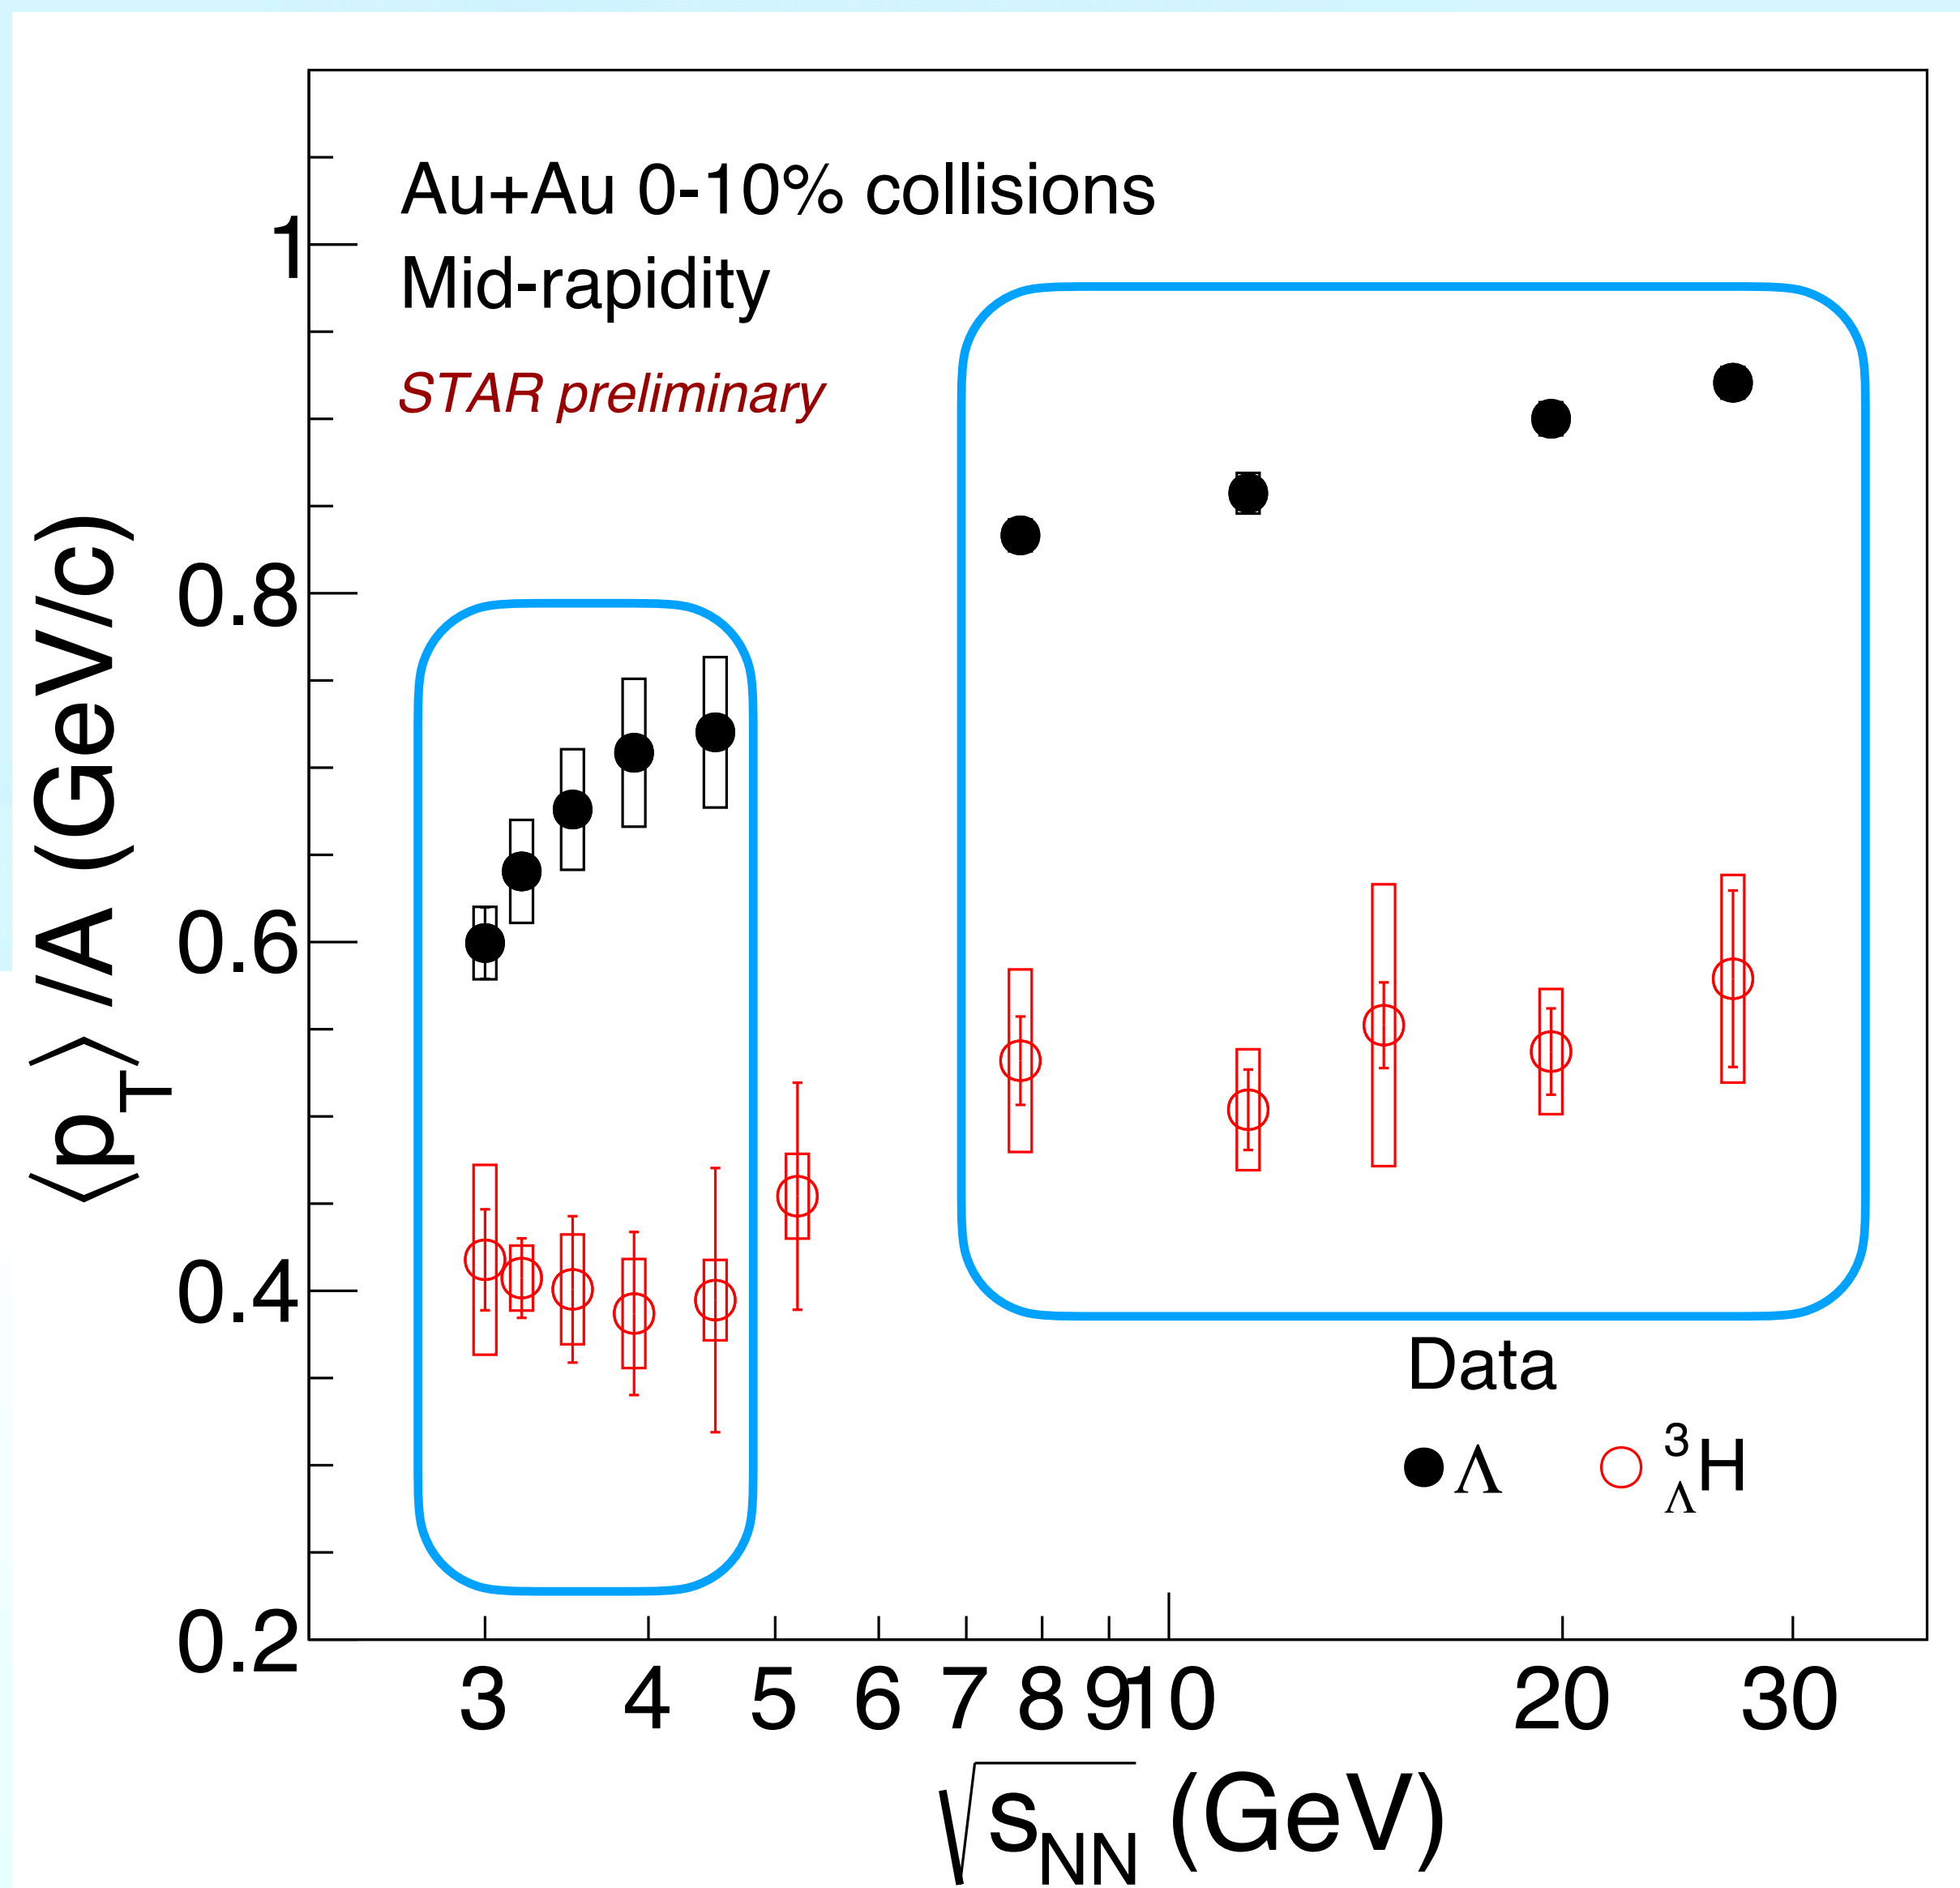 Au+Au 0-10% collisions
Mid-rapidity
STAR preliminary
⟨p_T⟩//A (GeV//c)
1
0.8
0.6
0.4
0.2
Data
Λ
³_ΛH
3 4 5 6 7 8 9 10 20 30
√s_NN (GeV)